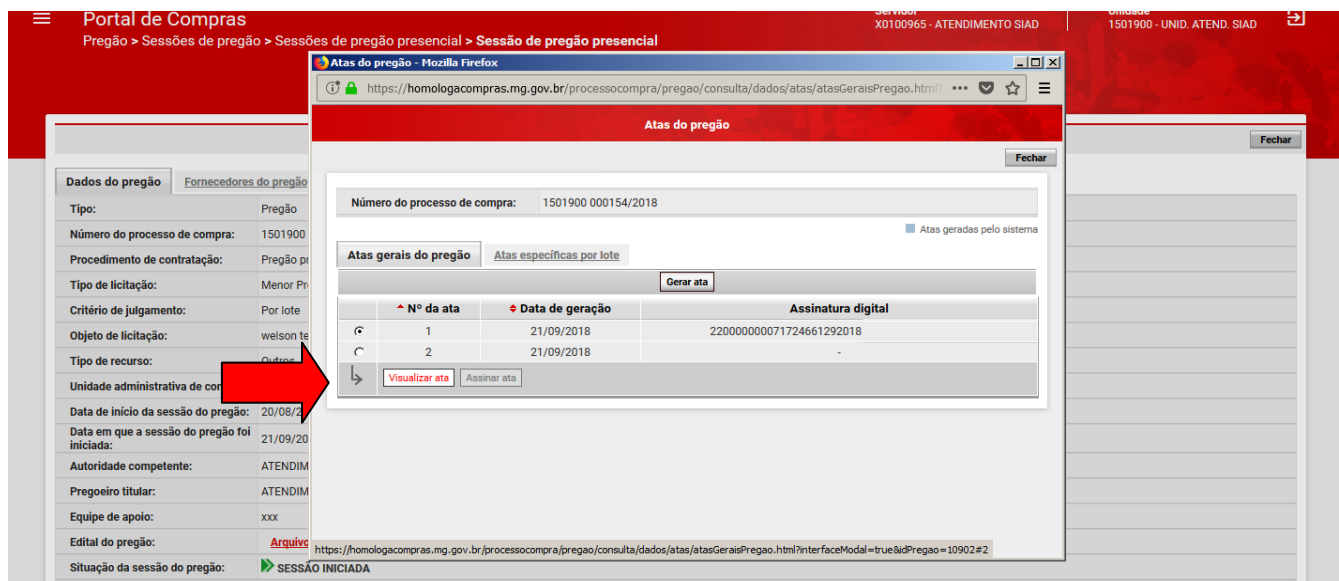 Portal de Compras
Servidor
X0100965 - ATENDIMENTO SIAD
Unidade
1501900 - UNID. ATEND. SIAD
Pregão > Sessões de pregão > Sessões de pregão presencial > Sessão de pregão presencial
Atas do pregão - Mozilla Firefox
https://homologacompras.mg.gov.br/processocompra/pregao/consulta/dados/atas/atasGeraisPregao.html?
Atas do pregão
Fechar
Fechar
Dados do pregão
Fornecedores do pregão
Tipo: Pregão
Número do processo de compra: 1501900
Procedimento de contratação: Pregão
Tipo de licitação: Menor
Critério de julgamento: Por lote
Objeto de licitação: welson
Tipo de recurso: Outros
Unidade administrativa de
Data de início da sessão do pregão: 20/08/2
Data em que a sessão do pregão foi
iniciada: 21/09/20
Autoridade competente: ATENDIM
Pregoeiro titular: ATENDIM
Equipe de apoio: xxx
Edital do pregão: Arquivo
Situação da sessão do pregão: SESSÃO INICIADA
Número do processo de compra: 1501900 000154/2018
Atas geradas pelo sistema
Atas gerais do pregão
Atas específicas por lote
Gerar ata
Nº da ata Data de geração Assinatura digital
1 21/09/2018 220000000071724661292018
2 21/09/2018 -
Visualizar ata Assinar ata
https://homologacompras.mg.gov.br/processocompra/pregao/consulta/dados/atas/atasGeraisPregao.html?interfaceModal=true&idPregao=10902#2